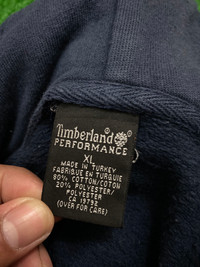 Timberland
PERFORMANCE
XL
MADE IN TURKEY
FABRIQUE EN TURQUIE
80% COTTON/COTON
20% POLYESTER/
POLYESTER
CA 19792
(OVER FOR CARE)